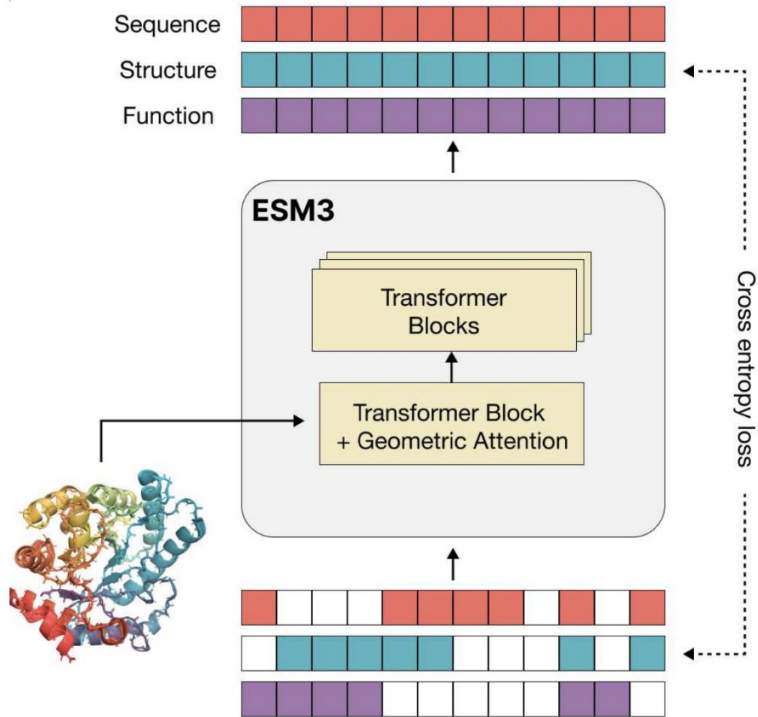 Sequence
Structure
Function
ESM3
Transformer
Blocks
Transformer Block
+ Geometric Attention
Cross entropy loss